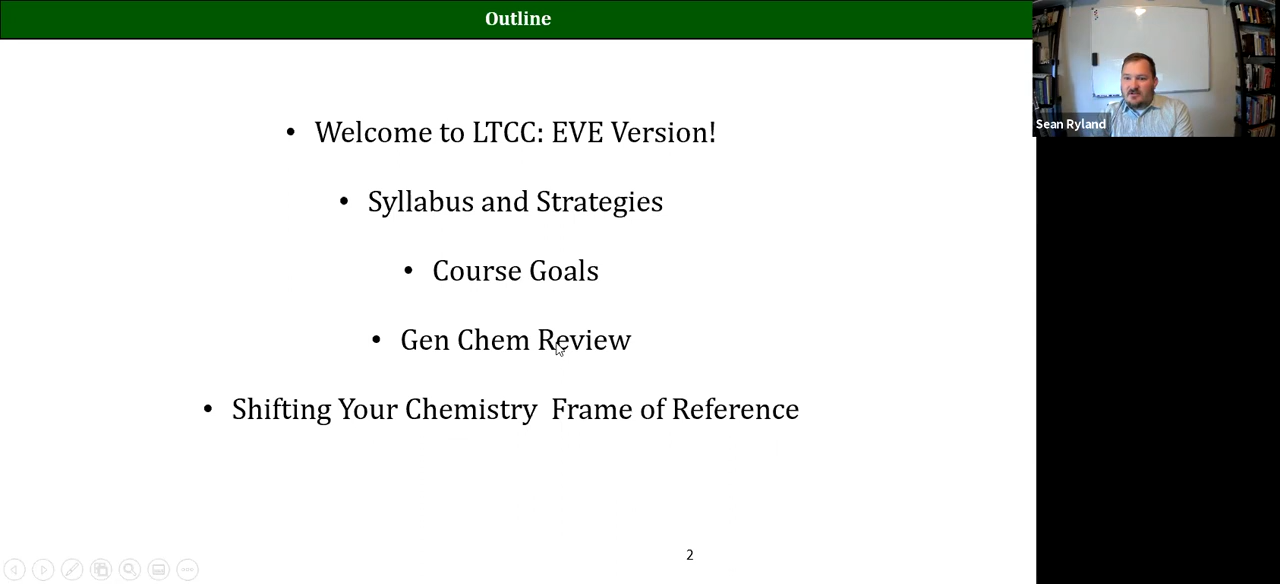 Outline
• Welcome to LTCC: EVE Version!
• Syllabus and Strategies
• Course Goals
• Gen Chem Review
• Shifting Your Chemistry  Frame of Reference
2
Sean Ryland